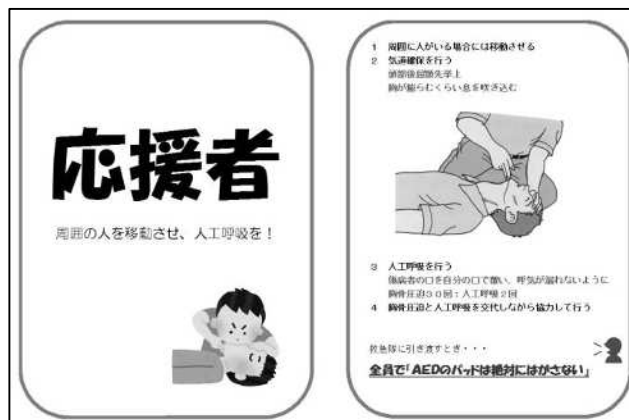 応援者
周囲の人を移動させ、人工呼吸を！
1 周囲に人がいる場合には移動させる
2 気道確保を行う
頭部後屈顎先挙上
胸が膨らむくらい息を吹き込む
3 人工呼吸を行う
傷病者の口を自分の口で覆い、呼気が漏れないように
胸骨圧迫30回：人工呼吸2回
4 胸骨圧迫と人工呼吸を交代しながら協力して行う
救急隊に引き渡すとき・・・
全員で「AEDのパッドは絶対にはがさない」